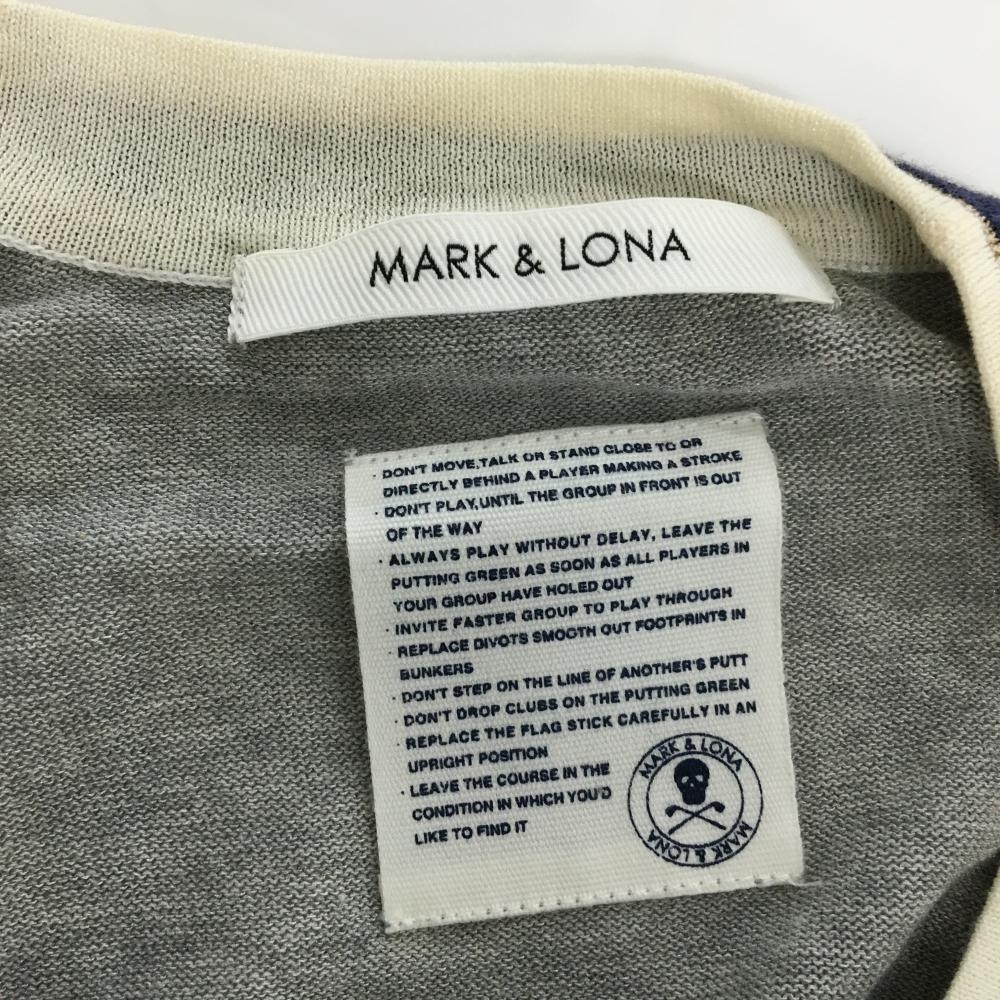 MARK & LONA
· DON'T MOVE,TALK OR STAND CLOSE TO OR
DIRECTLY BEHIND A PLAYER MAKING A STROKE
· DON'T PLAY,UNTIL THE GROUP IN FRONT IS OUT
OF THE WAY
· ALWAYS PLAY WITHOUT DELAY, LEAVE THE
PUTTING GREEN AS SOON AS ALL PLAYERS IN
YOUR GROUP HAVE HOLED OUT
· INVITE FASTER GROUP TO PLAY THROUGH
· REPLACE DIVOTS SMOOTH OUT FOOTPRINTS IN
BUNKERS
· DON'T STEP ON THE LINE OF ANOTHER'S PUTT
· DON'T DROP CLUBS ON THE PUTTING GREEN
· REPLACE THE FLAG STICK CAREFULLY IN AN
UPRIGHT POSITION
· LEAVE THE COURSE IN THE
CONDITION IN WHICH YOU'D
LIKE TO FIND IT
MARK & LONA
MARK & LONA